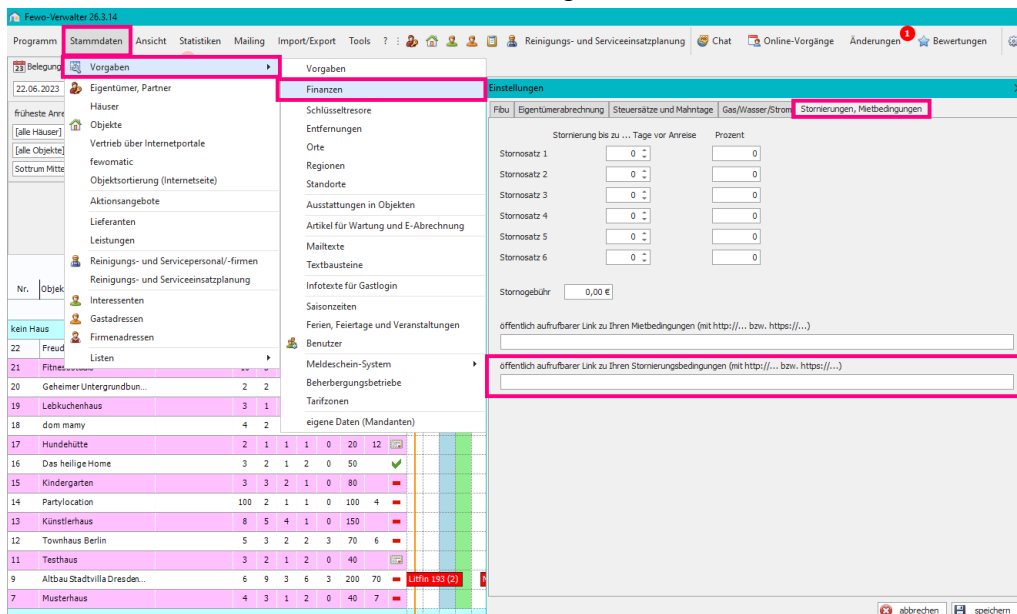 Fewo-Verwalter 26.3.14
Programm Stammdaten Ansicht Statistiken Mailing Import/Export Tools ? Reinigungs- und Serviceeinsatzplanung Chat Online-Vorgänge Änderungen 1 Bewertungen
23 Belegung
22.06.2023
früheste Anre
[alle Häuser]
[alle Objekte]
Sottrum Mitte
Vorgaben
Eigentümer, Partner
Häuser
Objekte
Vertrieb über Internetportale
fewomatic
Objektsortierung (Internetseite)
Aktionsangebote
Lieferanten
Leistungen
Reinigungs- und Servicepersonal/-firmen
Reinigungs- und Serviceeinsatzplanung
Interessenten
Gastadressen
Firmenadressen
Listen
Vorgaben
Finanzen
Schlüsseltresore
Entfernungen
Orte
Regionen
Standorte
Ausstattungen in Objekten
Artikel für Wartung und E-Abrechnung
Mailtexte
Textbausteine
Infotexte für Gastlogin
Saisonzeiten
Ferien, Feiertage und Veranstaltungen
Benutzer
Meldeschein-System
Beherbergungsbetriebe
Tarifzonen
eigene Daten (Mandanten)
Einstellungen
Fibu Eigentümerabrechnung Steuersätze und Mahntage Gas/Wasser/Strom Stornierungen, Mietbedingungen
Stornierung bis zu ... Tage vor Anreise Prozent
Stornosatz 1 0 0
Stornosatz 2 0 0
Stornosatz 3 0 0
Stornosatz 4 0 0
Stornosatz 5 0 0
Stornosatz 6 0 0
Stornogebühr 0,00 €
öffentlich aufrufbarer Link zu Ihren Mietbedingungen (mit http://... bzw. https://...)
öffentlich aufrufbarer Link zu Ihren Stornierungsbedingungen (mit http://... bzw. https://...)
Nr. Objek
kein Haus
22 Freud
21
20 Geheimer Untergrundbun... 2 2
19 Lebkuchenhaus 3 1
18 dom mamy 4 2
17 Hundehütte 2 1 1 1 0 20 12
16 Das heilige Home 3 2 1 2 0 50
15 Kindergarten 3 3 2 1 0 80
14 Partylocation 100 2 1 1 0 100 4
13 Künstlerhaus 8 5 4 1 0 150
12 Townhaus Berlin 5 3 2 2 3 70 6
11 Testhaus 3 2 1 2 0 40
9 Altbau Stadtvilla Dresden... 6 9 3 6 3 200 70 Litfin 193 (2)
7 Musterhaus 4 3 1 2 0 40 7
abbrechen speichern